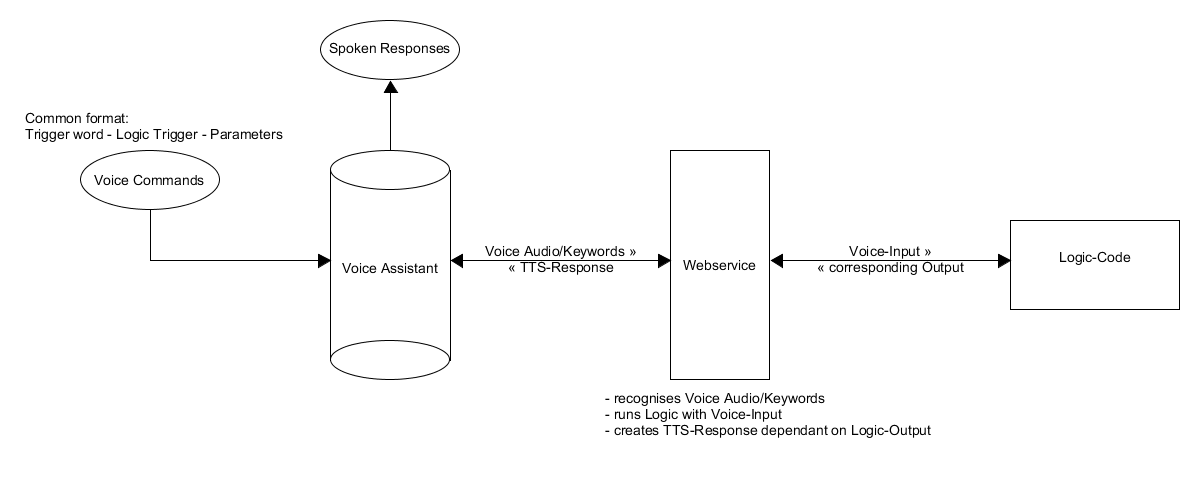 Spoken Responses
Common format:
Trigger word - Logic Trigger - Parameters
Voice Commands
Voice Assistant
Voice Audio/Keywords »
« TTS-Response
Webservice
Voice-Input »
« corresponding Output
Logic-Code
- recognises Voice Audio/Keywords
- runs Logic with Voice-Input
- creates TTS-Response dependant on Logic-Output